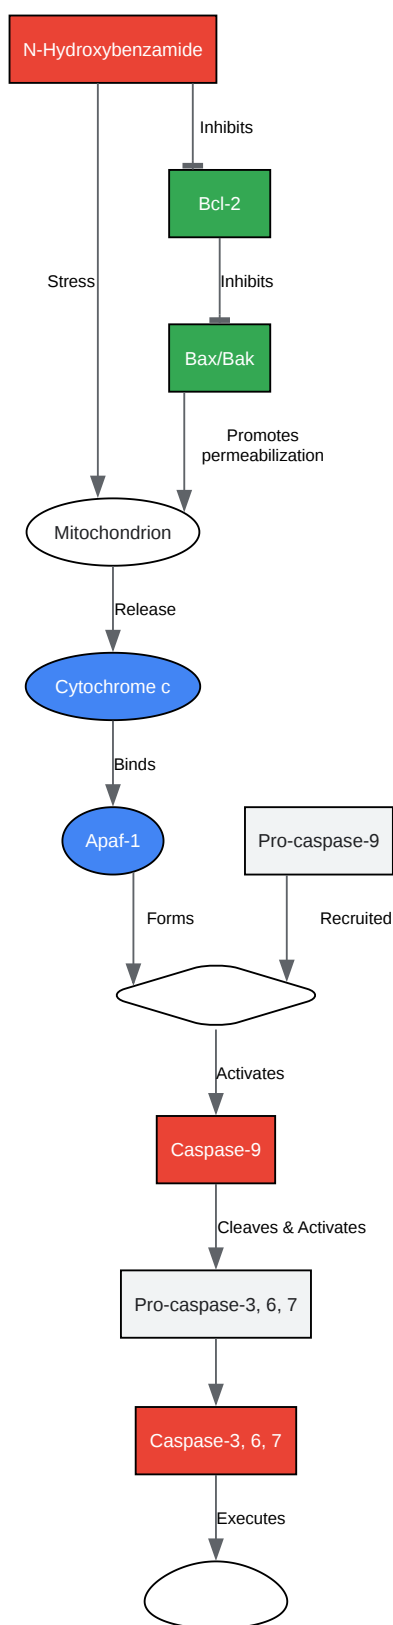 N-Hydroxybenzamide
Inhibits
Bcl-2
Stress
Inhibits
Bax/Bak
Promotes
permeabilization
Mitochondrion
Release
Cytochrome c
Binds
Apaf-1
Pro-caspase-9
Forms
Recruited
Activates
Caspase-9
Cleaves & Activates
Pro-caspase-3, 6, 7
Caspase-3, 6, 7
Executes